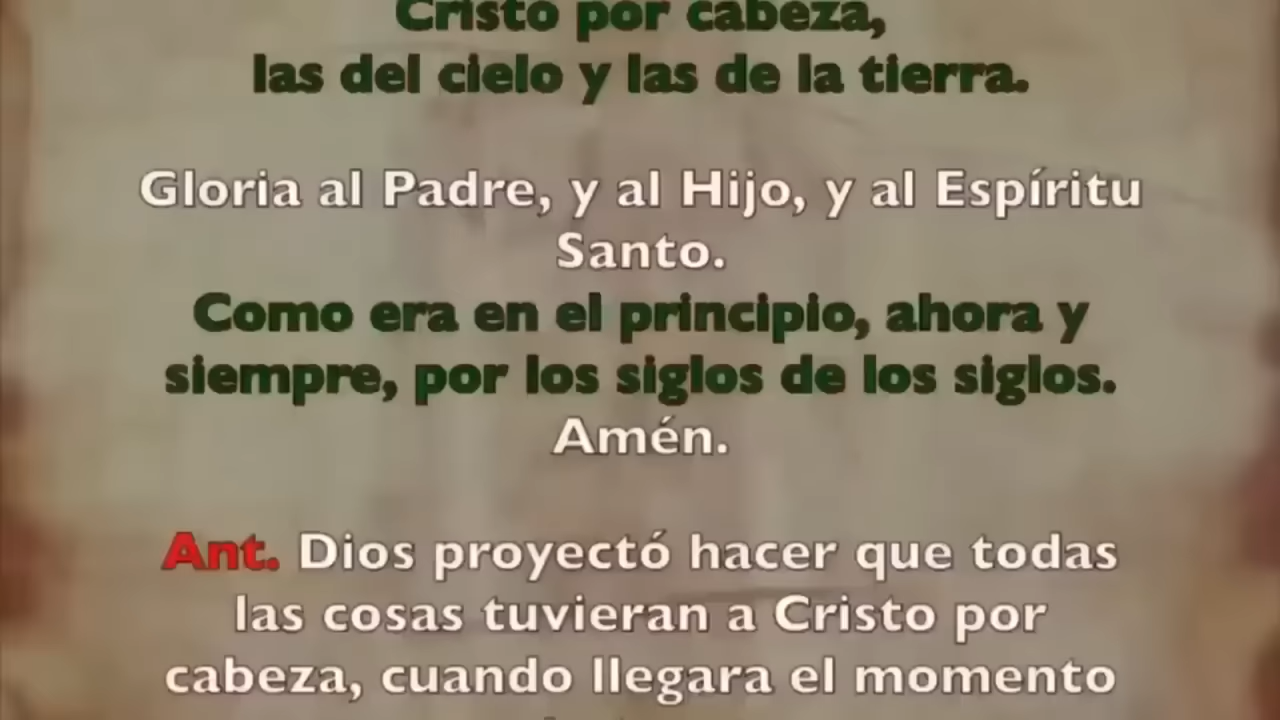 Cristo por cabeza,
las del cielo y las de la tierra.
Gloria al Padre, y al Hijo, y al Espíritu
Santo.
Como era en el principio, ahora y
siempre, por los siglos de los siglos.
Amén.
Ant. Dios proyectó hacer que todas
las cosas tuvieran a Cristo por
cabeza, cuando llegara el momento